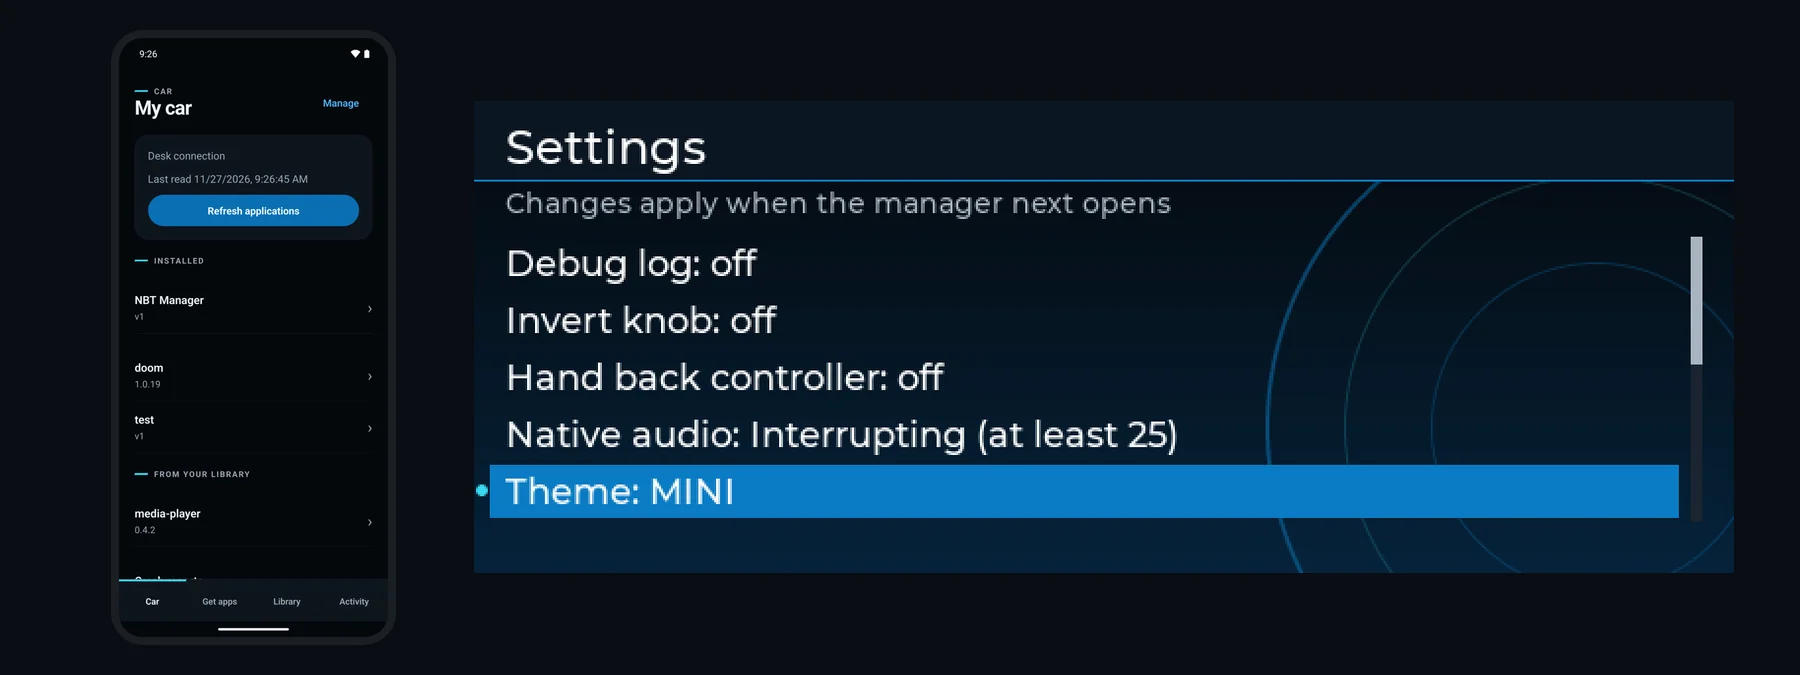 9:26
CAR
My car
Manage
Desk connection
Last read 11/27/2026, 9:26:45 AM
Refresh applications
INSTALLED
NBT Manager
v1
doom
1.0.19
test
v1
FROM YOUR LIBRARY
media-player
0.4.2
Car
Get apps
Library
Activity
Settings
Changes apply when the manager next opens
Debug log: off
Invert knob: off
Hand back controller: off
Native audio: Interrupting (at least 25)
Theme: MINI